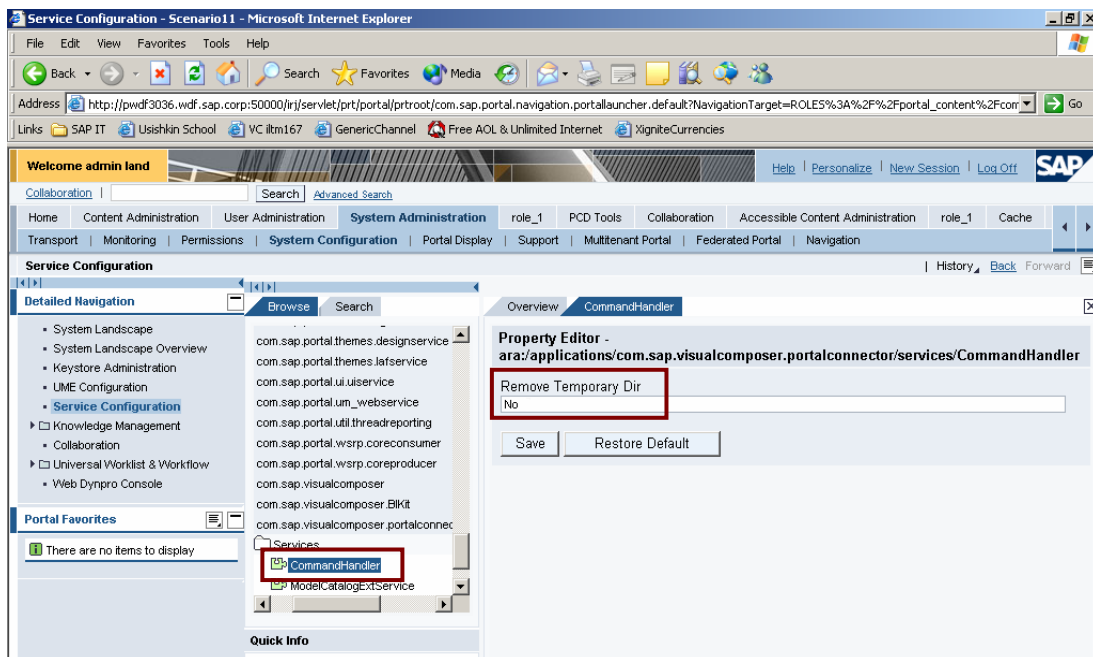 Service Configuration - Scenario11 - Microsoft Internet Explorer
File Edit View Favorites Tools Help
Back Search Favorites Media
Address http://pwdf3036.wdf.sap.corp:50000/irj/servlet/prt/portal/prtroot/com.sap.portal.navigation.portallauncher.default?NavigationTarget=ROLES%3A%2F%2Fportal_content%2Fcom Go
Links SAP IT Usishkin School VC iltm167 GenericChannel Free AOL & Unlimited Internet XigniteCurrencies
Welcome admin land Help | Personalize | New Session | Log Off SAP
Collaboration | Search Advanced Search
Home Content Administration User Administration System Administration role_1 PCD Tools Collaboration Accessible Content Administration role_1 Cache
Transport | Monitoring | Permissions | System Configuration | Portal Display | Support | Multitenant Portal | Federated Portal | Navigation
Service Configuration | History Back Forward
Detailed Navigation
System Landscape
System Landscape Overview
Keystore Administration
UME Configuration
Service Configuration
Knowledge Management
Collaboration
Universal Worklist & Workflow
Web Dynpro Console
Portal Favorites
There are no items to display
Browse Search
com.sap.portal.themes.designservice
com.sap.portal.themes.lafservice
com.sap.portal.ui.uiservice
com.sap.portal.um_webservice
com.sap.portal.util.threadreporting
com.sap.portal.wsrp.coreconsumer
com.sap.portal.wsrp.coreproducer
com.sap.visualcomposer
com.sap.visualcomposer.BIKit
com.sap.visualcomposer.portalconnec
Services
CommandHandler
ModelCatalogExtService
Quick Info
Overview CommandHandler
Property Editor -
ara:/applications/com.sap.visualcomposer.portalconnector/services/CommandHandler
Remove Temporary Dir
No
Save Restore Default